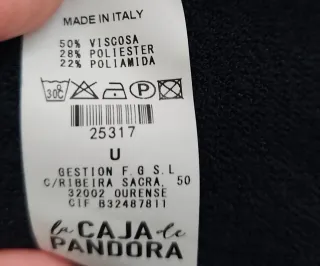 MADE IN ITALY
50% VISCOSA
28% POLIESTER
22% POLIAMIDA
30C P
25317
U
GESTION F.G S.L
C/RIBEIRA SACRA, 50
32002 OURENSE
CIF B32487811
la CAJA de
PANDORA